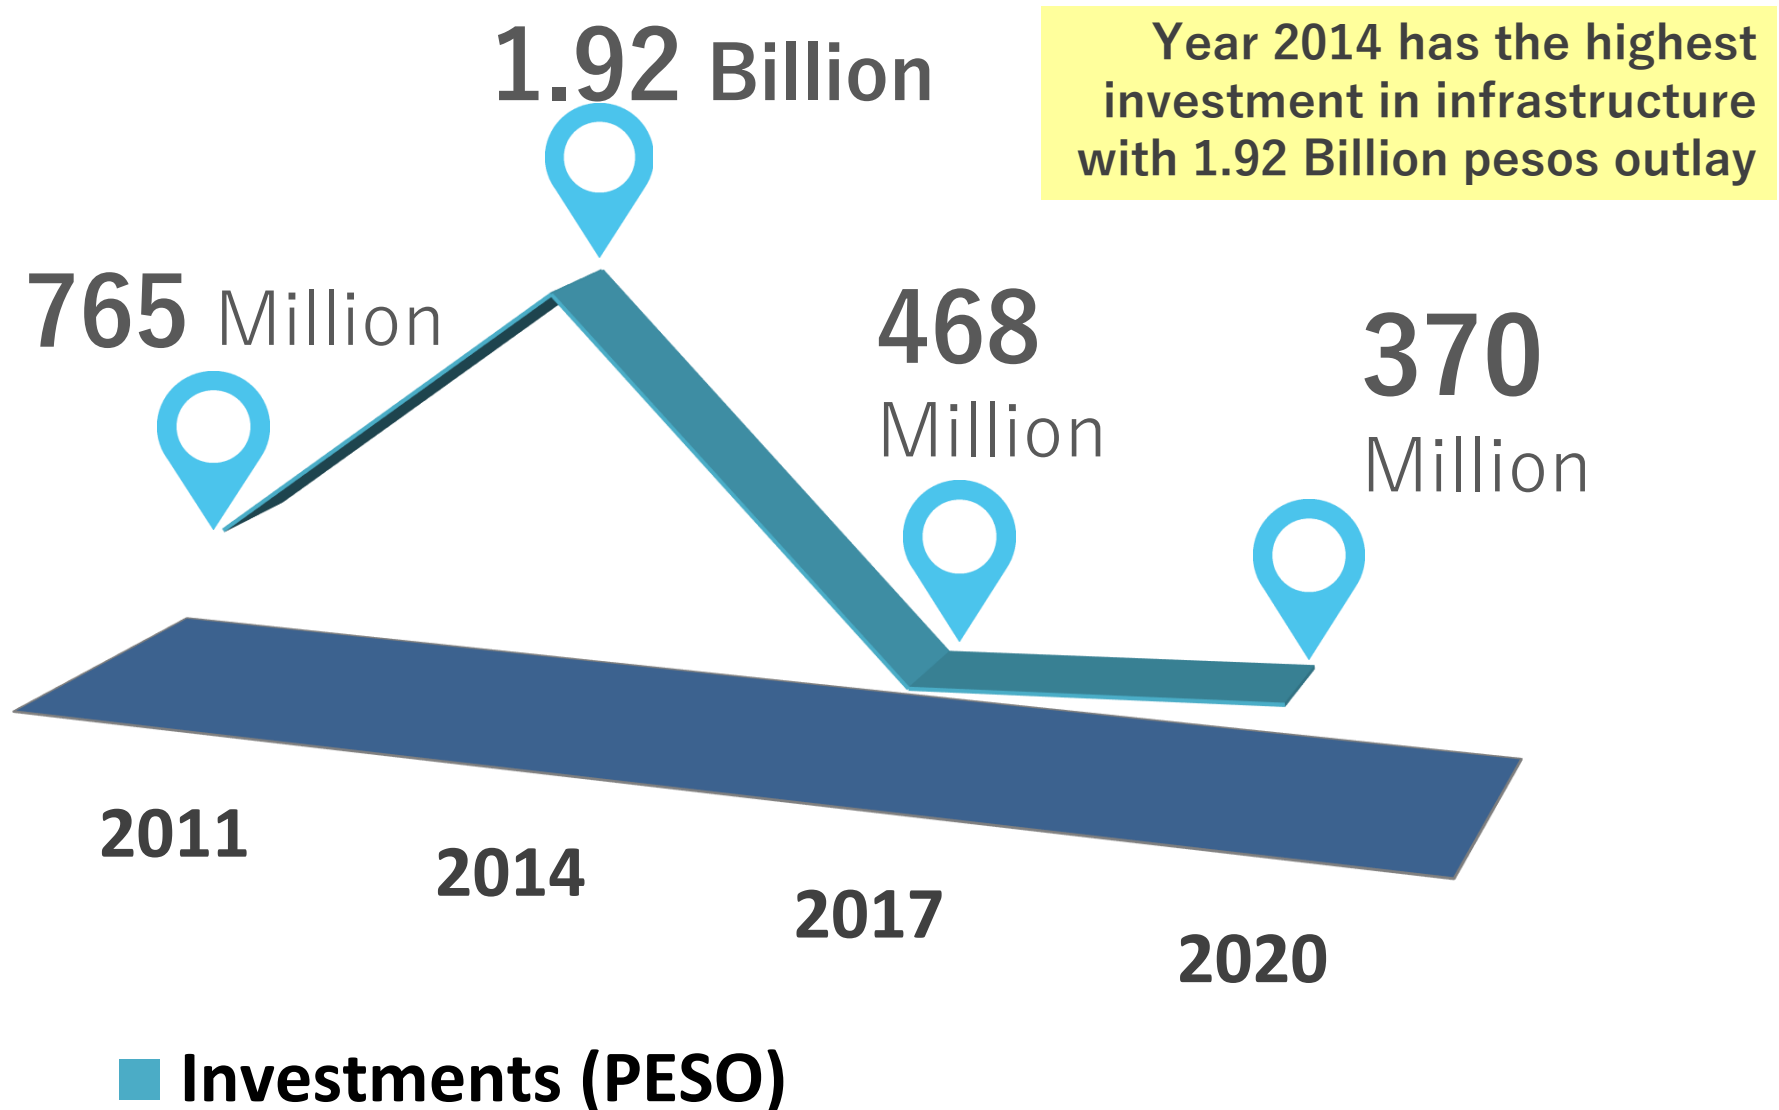 1.92 Billion
Year 2014 has the highest
investment in infrastructure
with 1.92 Billion pesos outlay
765 Million
468
Million
370
Million
2011
2014
2017
2020
Investments (PESO)